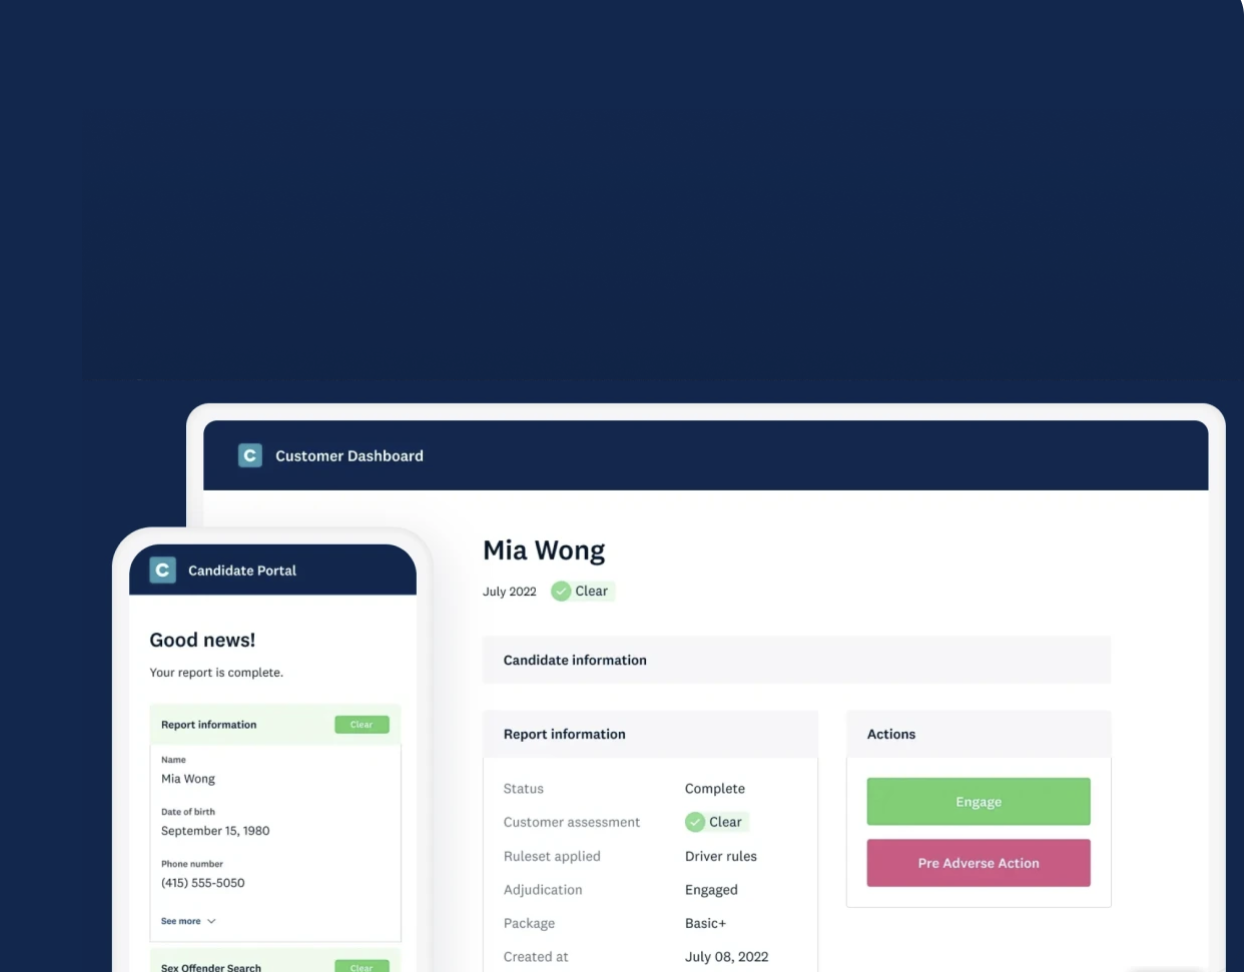 C Customer Dashboard
Mia Wong
July 2022 Clear
Candidate information
Report information
Status Complete
Customer assessment Clear
Ruleset applied Driver rules
Adjudication Engaged
Package Basic+
Created at July 08, 2022
Actions
Engage
Pre Adverse Action
C Candidate Portal
Good news!
Your report is complete.
Report information Clear
Name
Mia Wong
Date of birth
September 15, 1980
Phone number
(415) 555-5050
See more
Sex Offender Search Clear